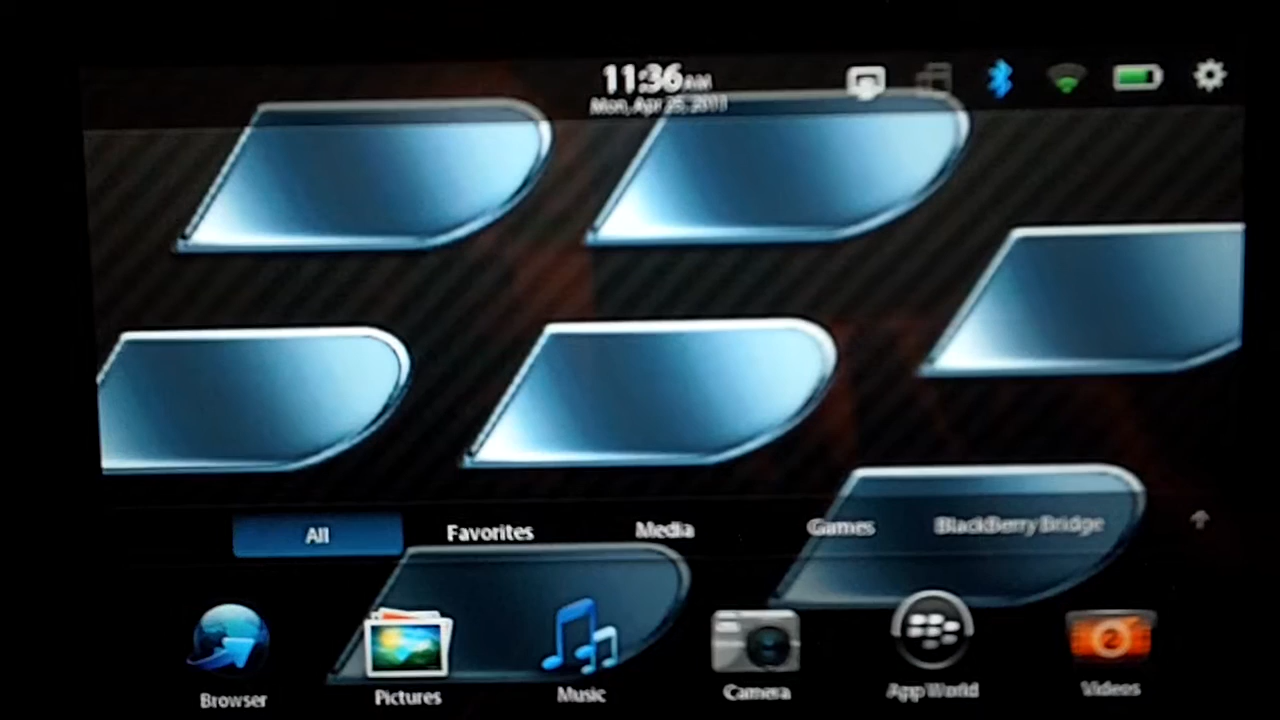 11:36 AM
Mon, Apr 25, 2011
All Favorites Media Games BlackBerry Bridge
2
Browser Pictures Music Camera App World Videos